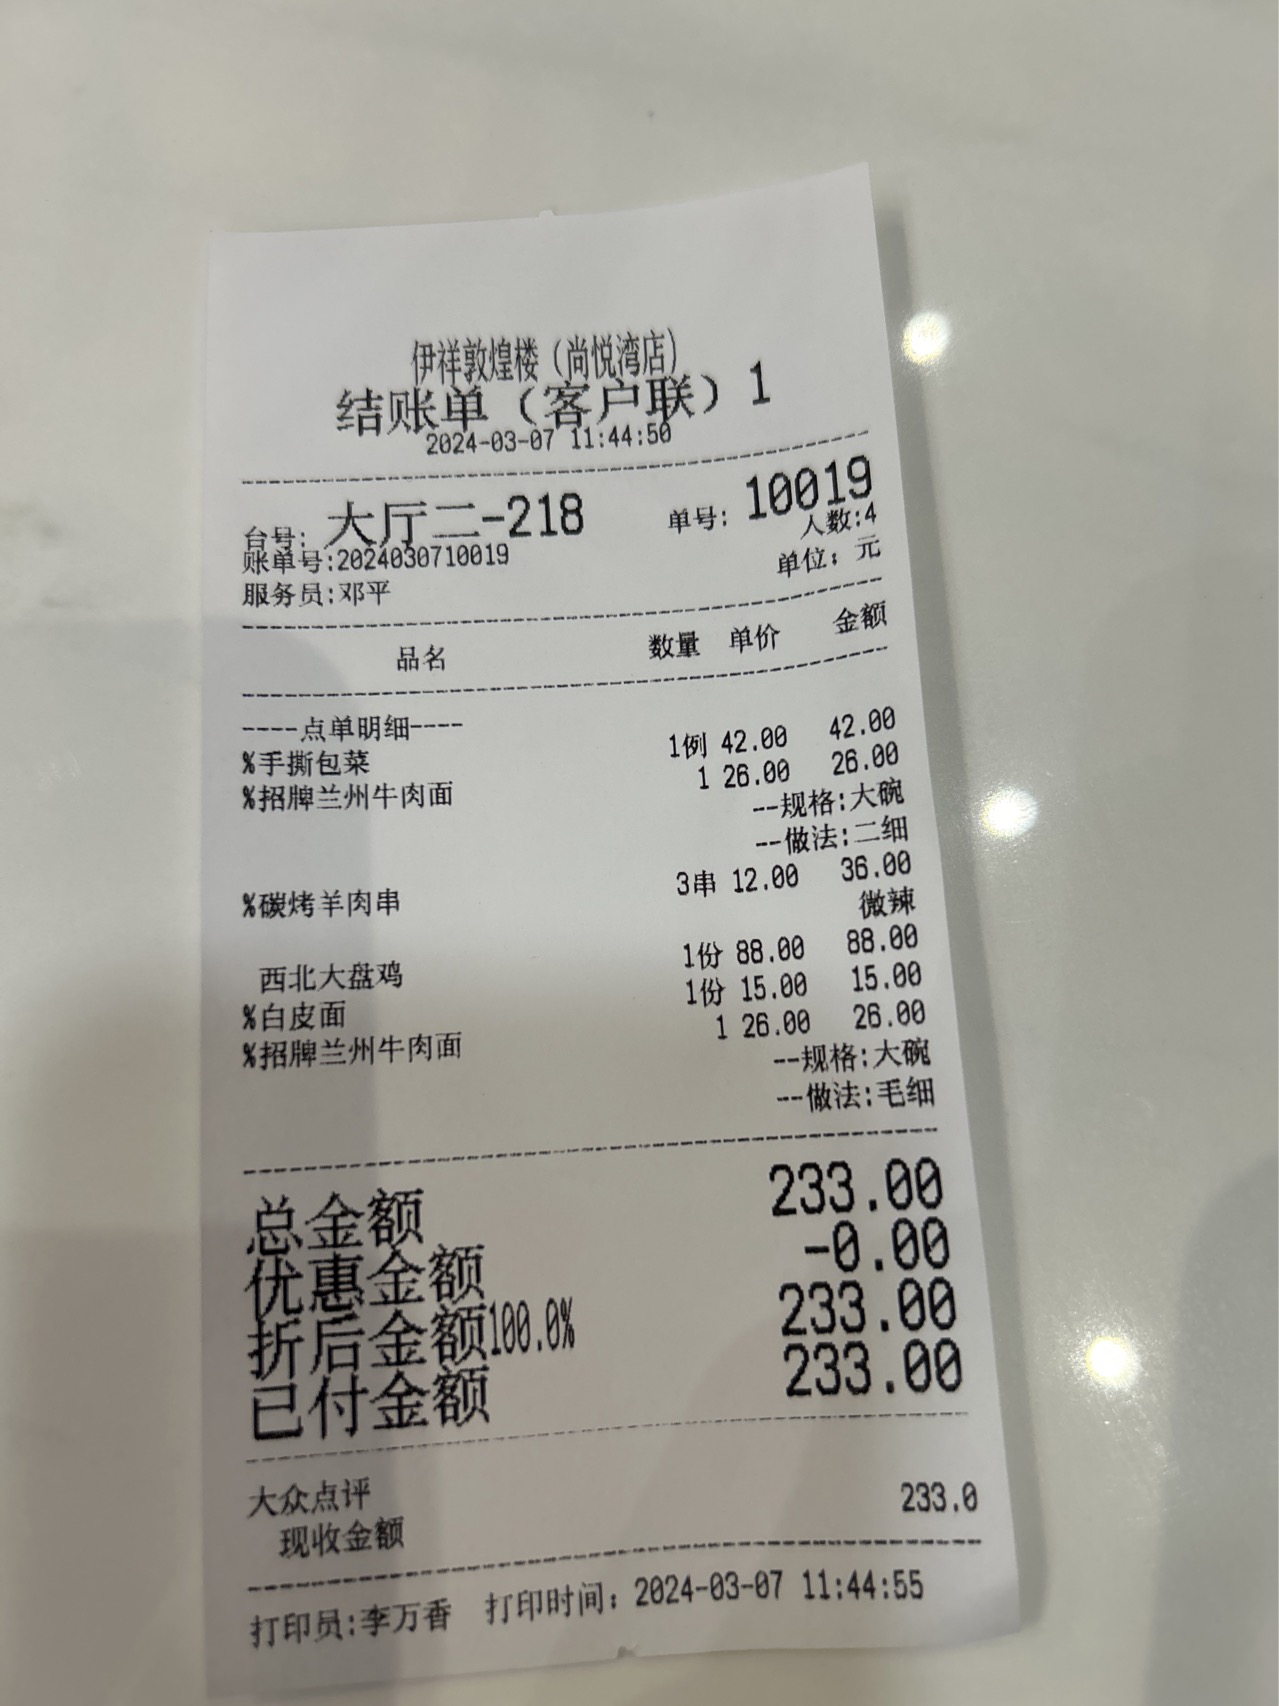 伊祥敦煌楼（尚悦湾店）
结账单（客户联）1
2024-03-07 11:44:50
台号: 大厅二-218 单号: 10019
账单号:2024030710019 人数:4
服务员:邓平 单位: 元
品名 数量 单价 金额
----点单明细----
%手撕包菜 1例 42.00 42.00
%招牌兰州牛肉面 1 26.00 26.00
--规格:大碗
--做法:二细
%碳烤羊肉串 3串 12.00 36.00
微辣
西北大盘鸡 1份 88.00 88.00
%白皮面 1份 15.00 15.00
%招牌兰州牛肉面 1 26.00 26.00
--规格:大碗
--做法:毛细
总金额 233.00
优惠金额 -0.00
折后金额100.0% 233.00
已付金额 233.00
大众点评 233.0
现收金额
打印员:李万香 打印时间: 2024-03-07 11:44:55